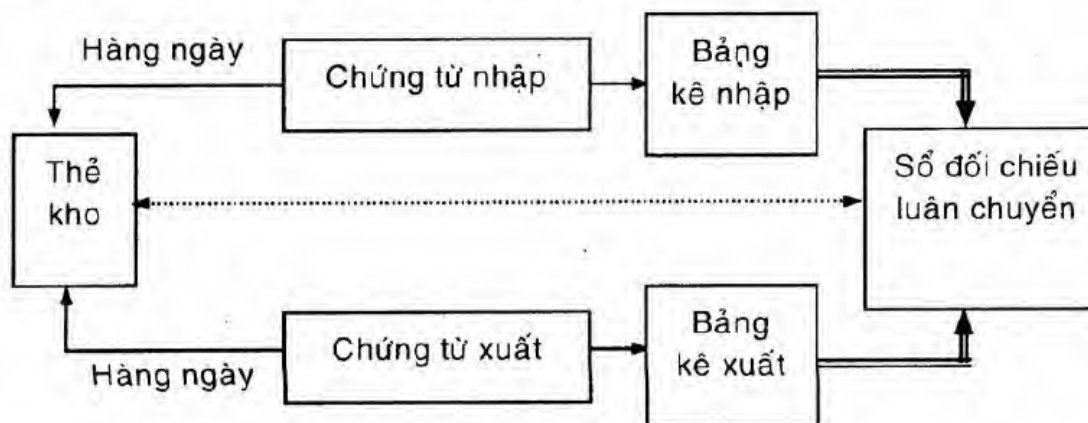 Hàng ngày
Chứng từ nhập
Bảng
kê nhập
Thẻ
kho
Sổ đối chiếu
luân chuyển
Hàng ngày
Chứng từ xuất
Bảng
kê xuất